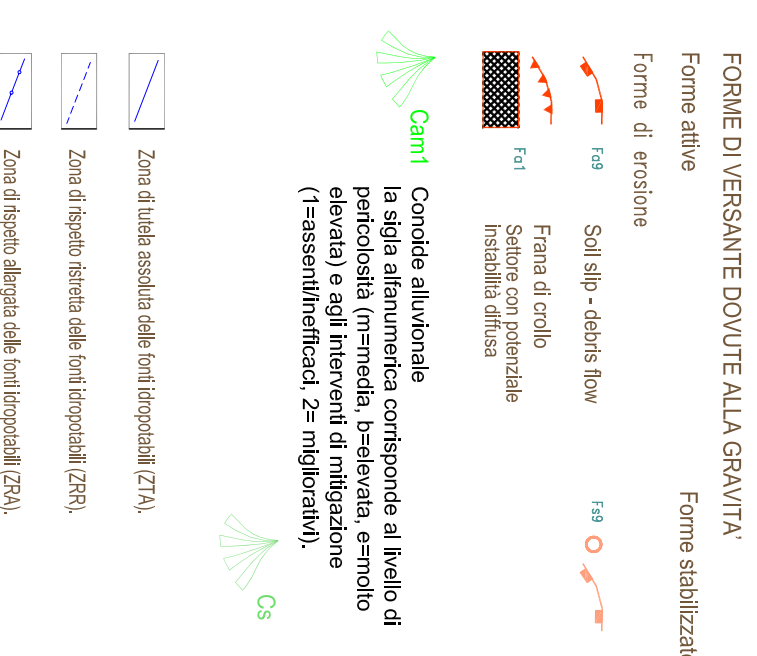 FORME DI VERSANTE DOVUTE ALLA GRAVITA'
Forme attive
Forme stabilizzate
Forme di erosione
Fa9
Soil slip - debris flow
Fs9
Frana di crollo
Fa1
Settore con potenziale
instabilità diffusa
Cam1
Conoide alluvionale
la sigla alfanumerica corrisponde al livello di
pericolosità (m=media, b=elevata, e=molto
elevata) e agli interventi di mitigazione
(1=assenti/inefficaci, 2= migliorativi).
Cs
Zona di tutela assoluta delle fonti idropotabili (ZTA).
Zona di rispetto ristretta delle fonti idropotabili (ZRR).
Zona di rispetto allargata delle fonti idropotabili (ZRA).